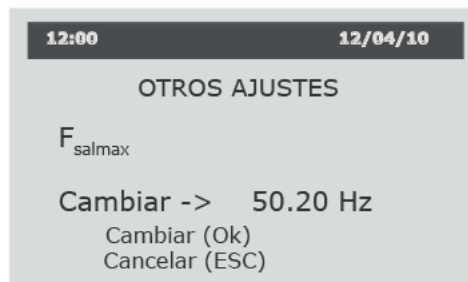 12:00 12/04/10
OTROS AJUSTES
Fsalmax
Cambiar -> 50.20 Hz
Cambiar (Ok)
Cancelar (ESC)